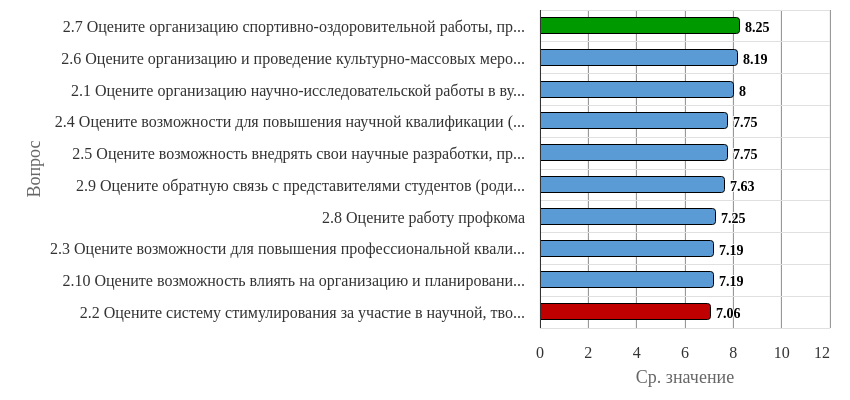 2.7 Оцените организацию спортивно-оздоровительной работы, пр... 8.25
2.6 Оцените организацию и проведение культурно-массовых меро... 8.19
2.1 Оцените организацию научно-исследовательской работы в ву... 8
2.4 Оцените возможности для повышения научной квалификации (... 7.75
2.5 Оцените возможность внедрять свои научные разработки, пр... 7.75
2.9 Оцените обратную связь с представителями студентов (роди... 7.63
2.8 Оцените работу профкома 7.25
2.3 Оцените возможности для повышения профессиональной квали... 7.19
2.10 Оцените возможность влиять на организацию и планировани... 7.19
2.2 Оцените систему стимулирования за участие в научной, тво... 7.06
Вопрос
0 2 4 6 8 10 12
Ср. значение